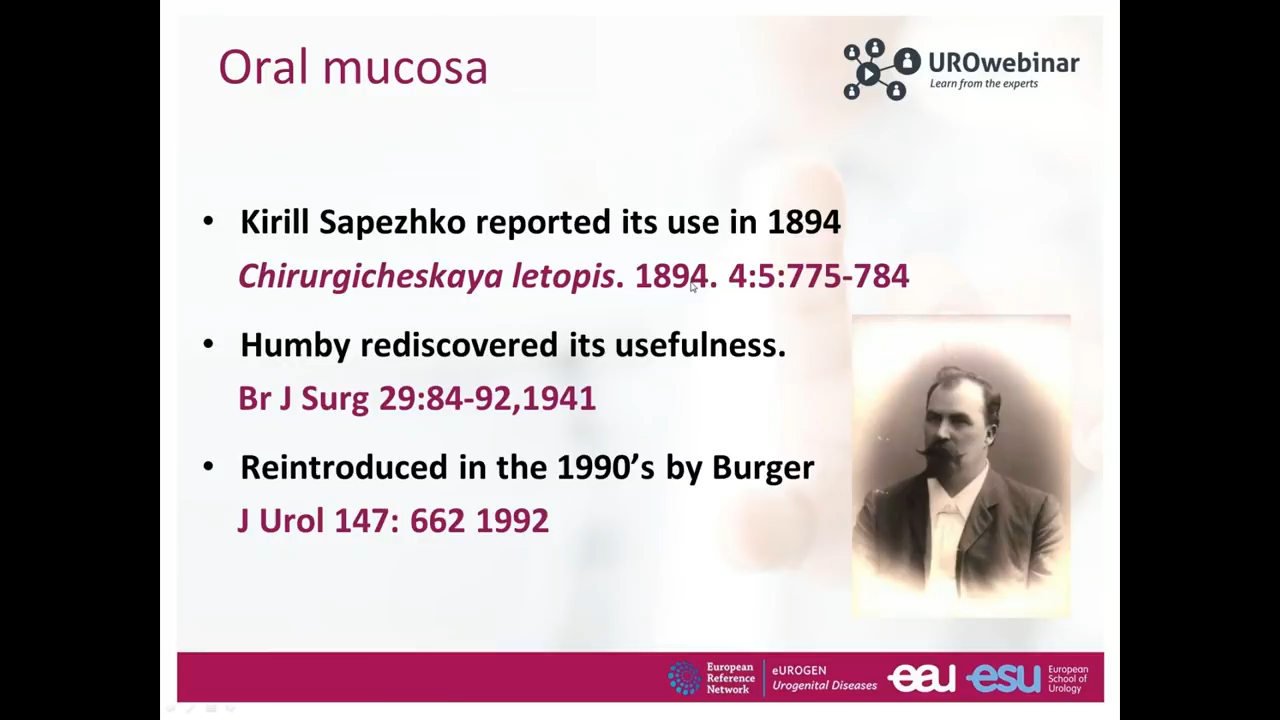 Oral mucosa
UROwebinar
Learn from the experts
• Kirill Sapezhko reported its use in 1894
Chirurgicheskaya letopis. 1894. 4:5:775-784
• Humby rediscovered its usefulness.
Br J Surg 29:84-92,1941
• Reintroduced in the 1990’s by Burger
J Urol 147: 662 1992
European
Reference
Network
eUROGEN
Urogenital Diseases
eau
esu
European
School of
Urology